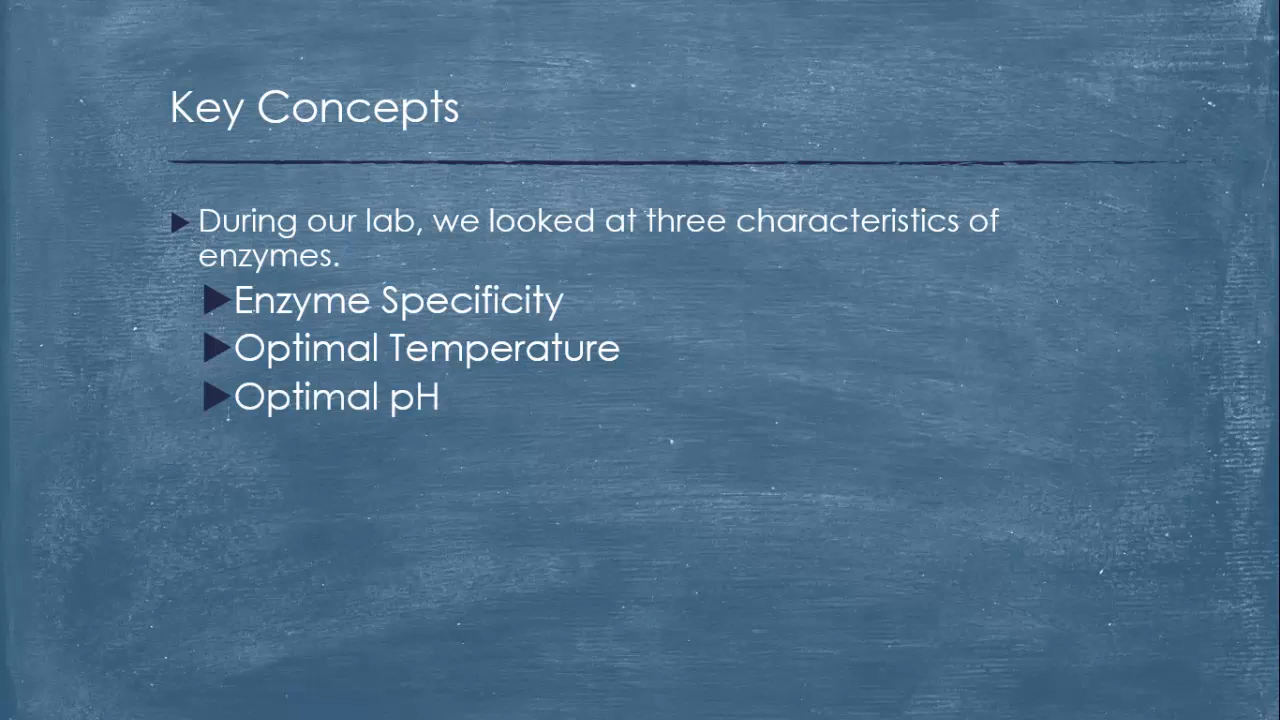 Key Concepts
During our lab, we looked at three characteristics of
enzymes.
Enzyme Specificity
Optimal Temperature
Optimal pH